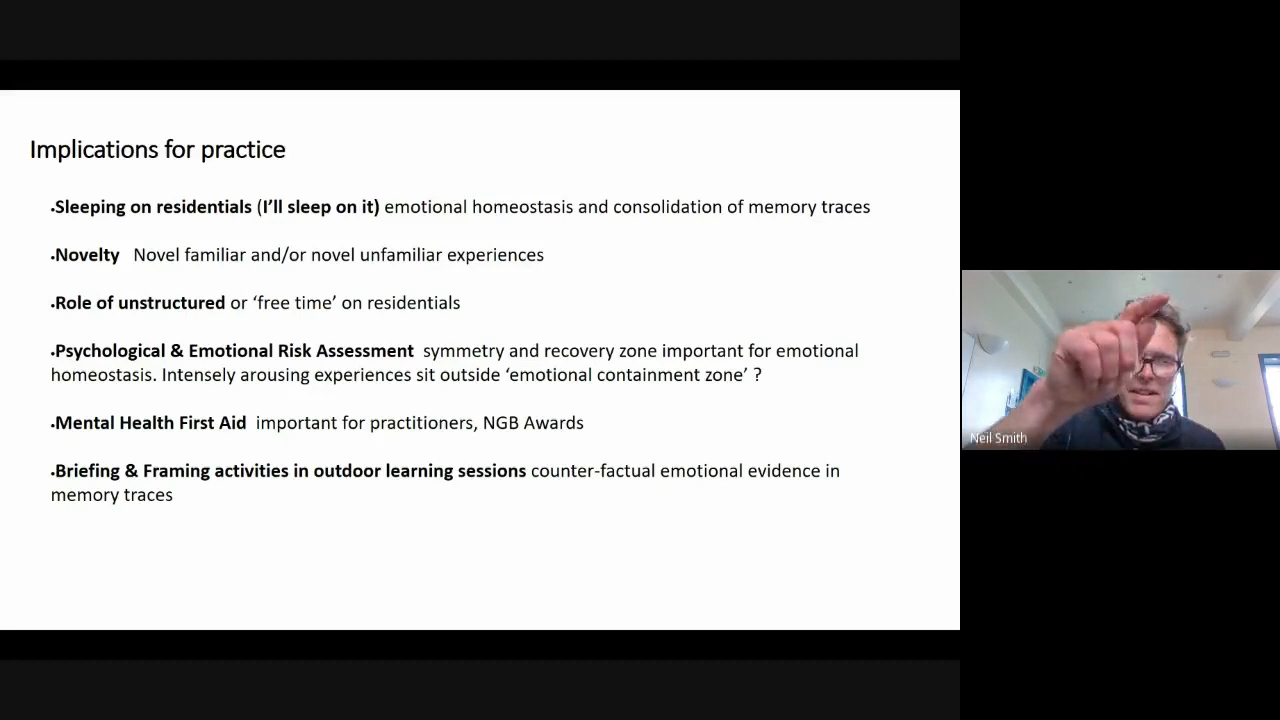 Implications for practice
•Sleeping on residentials (I’ll sleep on it) emotional homeostasis and consolidation of memory traces
•Novelty Novel familiar and/or novel unfamiliar experiences
•Role of unstructured or ‘free time’ on residentials
•Psychological & Emotional Risk Assessment symmetry and recovery zone important for emotional
homeostasis. Intensely arousing experiences sit outside ‘emotional containment zone’ ?
•Mental Health First Aid important for practitioners, NGB Awards
•Briefing & Framing activities in outdoor learning sessions counter-factual emotional evidence in
memory traces
Neil Smith